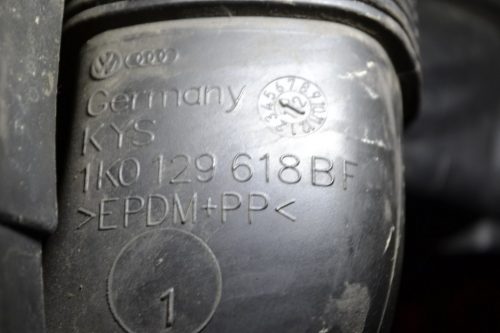 Germany
KYS
1K0 129 618 BF
>EPDM+PP<
1